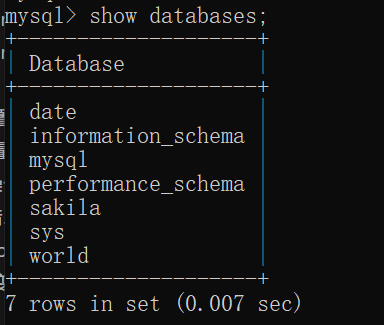 mysql> show databases;
+--------------------+
| Database           |
+--------------------+
| date               |
| information_schema |
| mysql              |
| performance_schema |
| sakila             |
| sys                |
| world              |
+--------------------+
7 rows in set (0.007 sec)